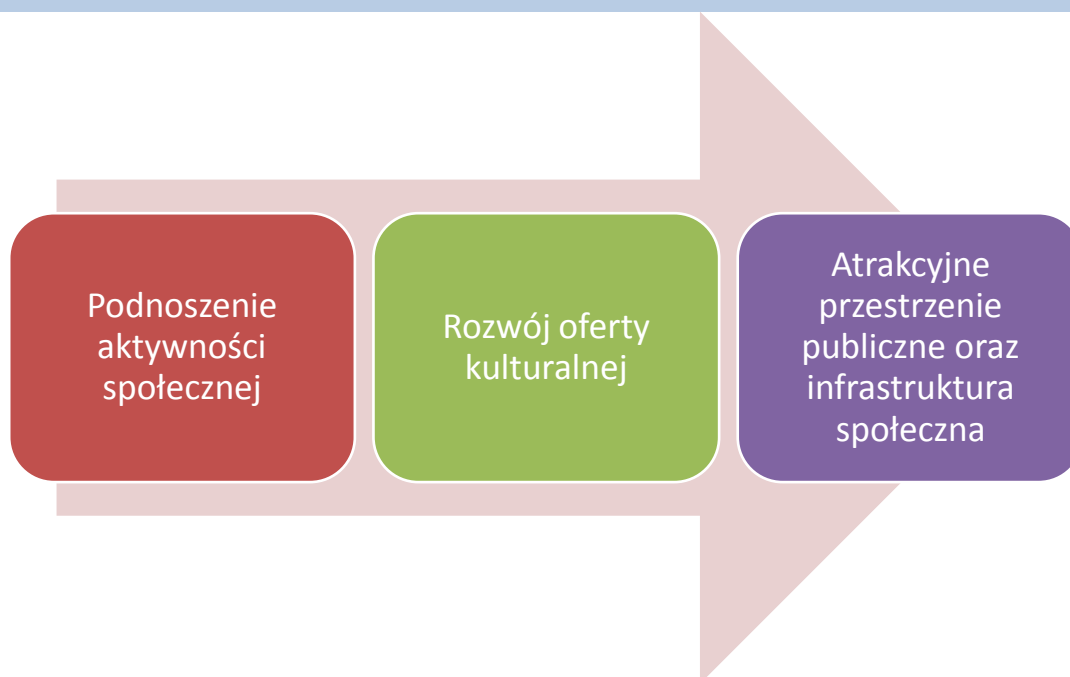 Podnoszenie
aktywności
społecznej
Rozwój oferty
kulturalnej
Atrakcyjne
przestrzenie
publiczne oraz
infrastruktura
społeczna